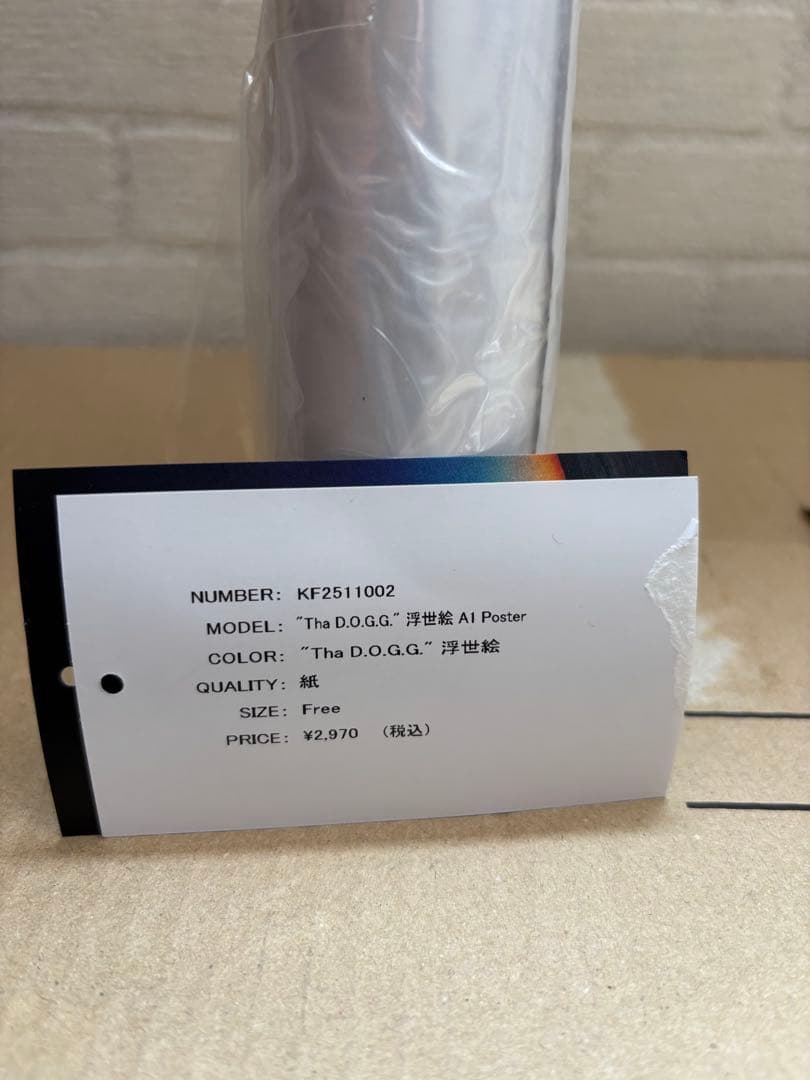 NUMBER: KF2511002
MODEL: "Tha D.O.G.G." 浮世絵 A1 Poster
COLOR: "Tha D.O.G.G." 浮世絵
QUALITY: 紙
SIZE: Free
PRICE: ¥2,970 （税込）